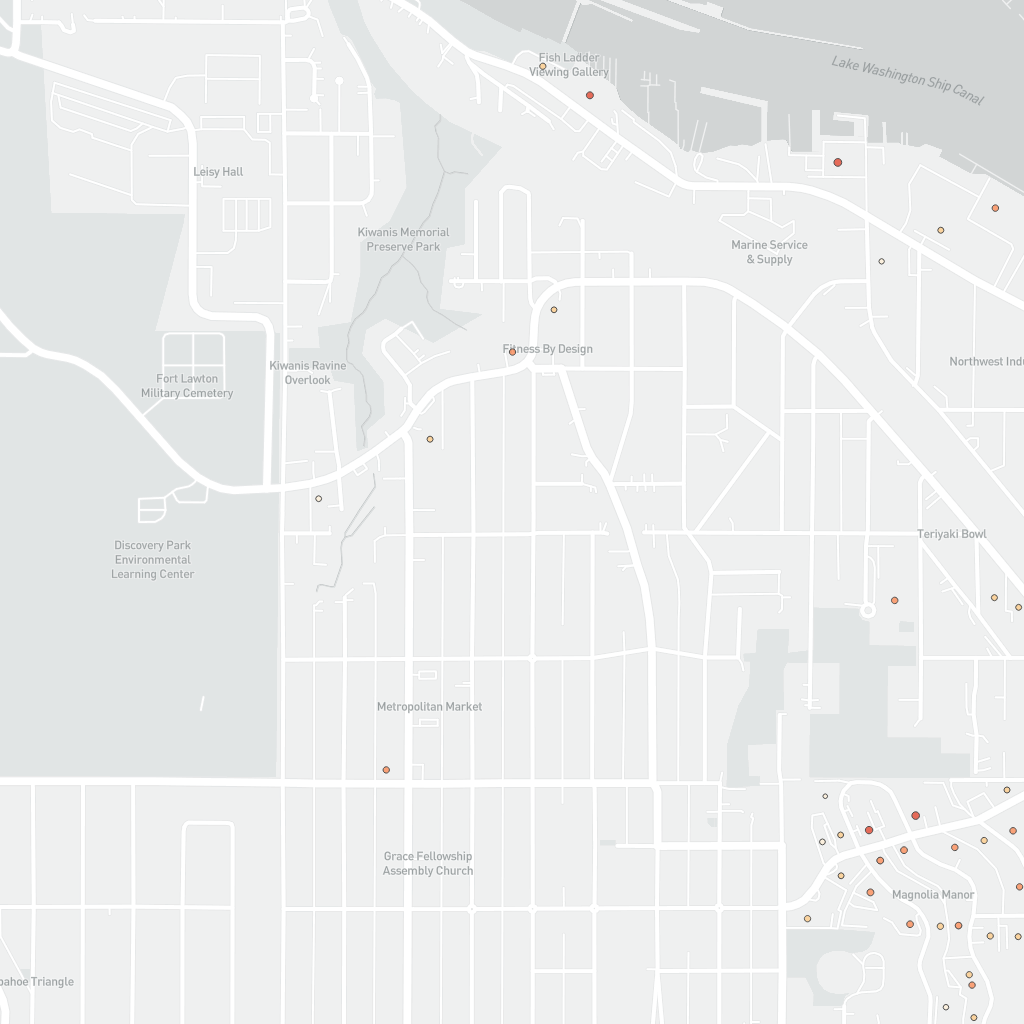 Fish Ladder
Viewing Gallery
Lake Washington Ship Canal
Leisy Hall
Kiwanis Memorial
Preserve Park
Marine Service
& Supply
Fitness By Design
Northwest Indu
Kiwanis Ravine
Overlook
Fort Lawton
Military Cemetery
Teriyaki Bowl
Discovery Park
Environmental
Learning Center
Metropolitan Market
Grace Fellowship
Assembly Church
Magnolia Manor
pahoe Triangle